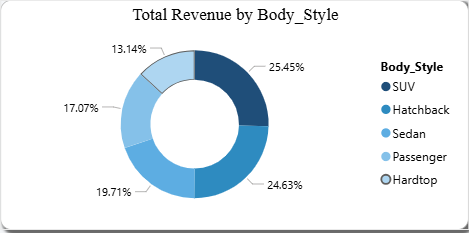 Total Revenue by Body_Style
13.14%
25.45%
17.07%
19.71%
24.63%
Body_Style
SUV
Hatchback
Sedan
Passenger
Hardtop